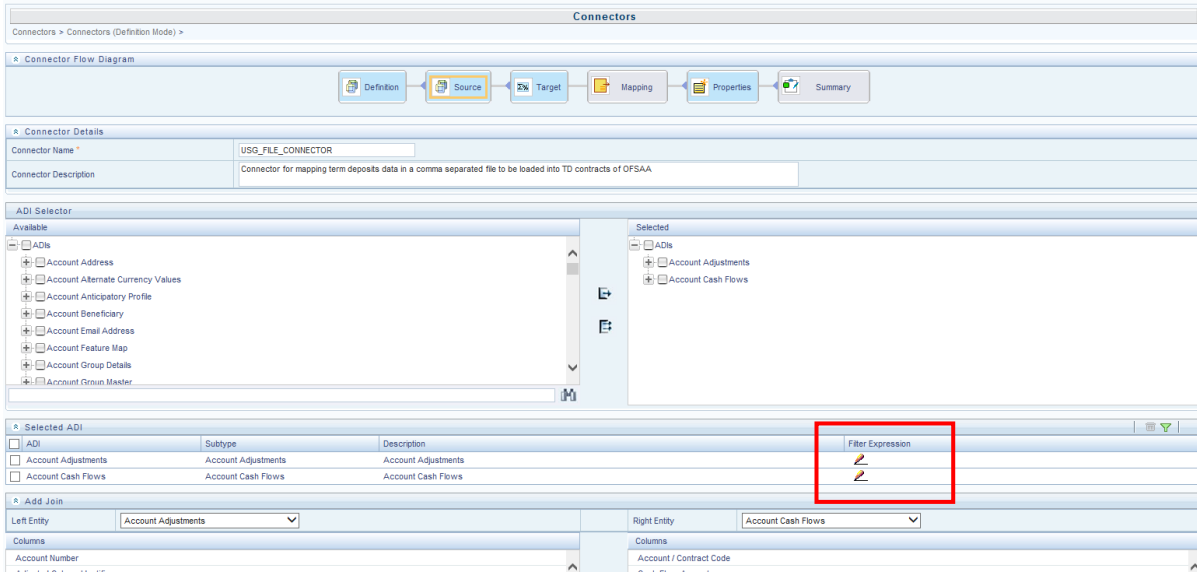 Connectors
Connectors > Connectors (Definition Mode) >
Connector Flow Diagram
Definition Source Target Mapping Properties Summary
Connector Details
Connector Name * USG_FILE_CONNECTOR
Connector Description Connector for mapping term deposits data in a comma separated file to be loaded into TD contracts of OFSAA
ADI Selector
Available Selected
ADIs ADIs
Account Address Account Adjustments
Account Alternate Currency Values Account Cash Flows
Account Anticipatory Profile
Account Beneficiary
Account Email Address
Account Feature Map
Account Group Details
Account Group Master
Selected ADI
ADI Subtype Description Filter Expression
Account Adjustments Account Adjustments Account Adjustments
Account Cash Flows Account Cash Flows Account Cash Flows
Add Join
Left Entity Account Adjustments Right Entity Account Cash Flows
Columns Columns
Account Number Account / Contract Code